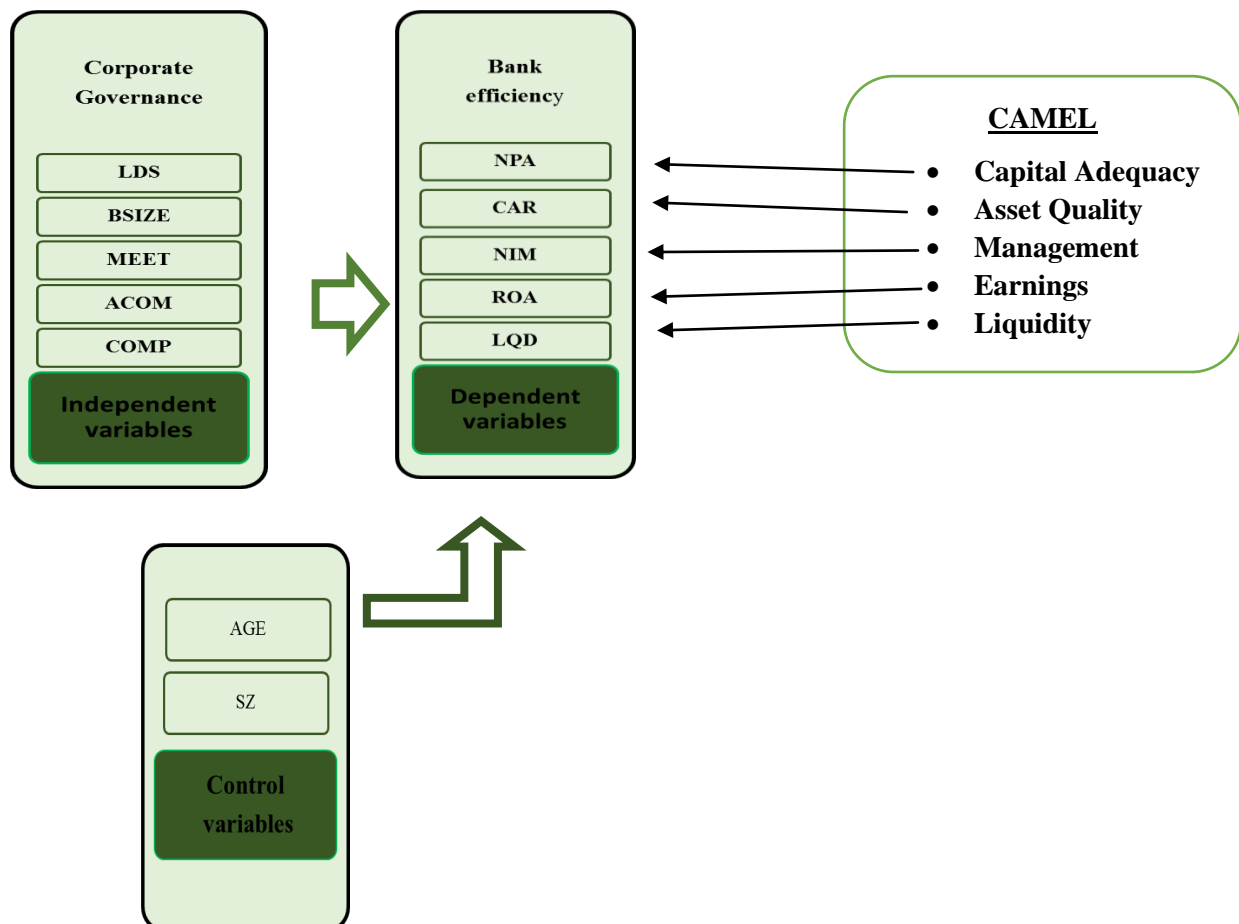 Corporate
Governance
LDS
BSIZE
MEET
ACOM
COMP
Independent
variables
Bank
efficiency
NPA
CAR
NIM
ROA
LQD
Dependent
variables
CAMEL
• Capital Adequacy
• Asset Quality
• Management
• Earnings
• Liquidity
AGE
SZ
Control
variables